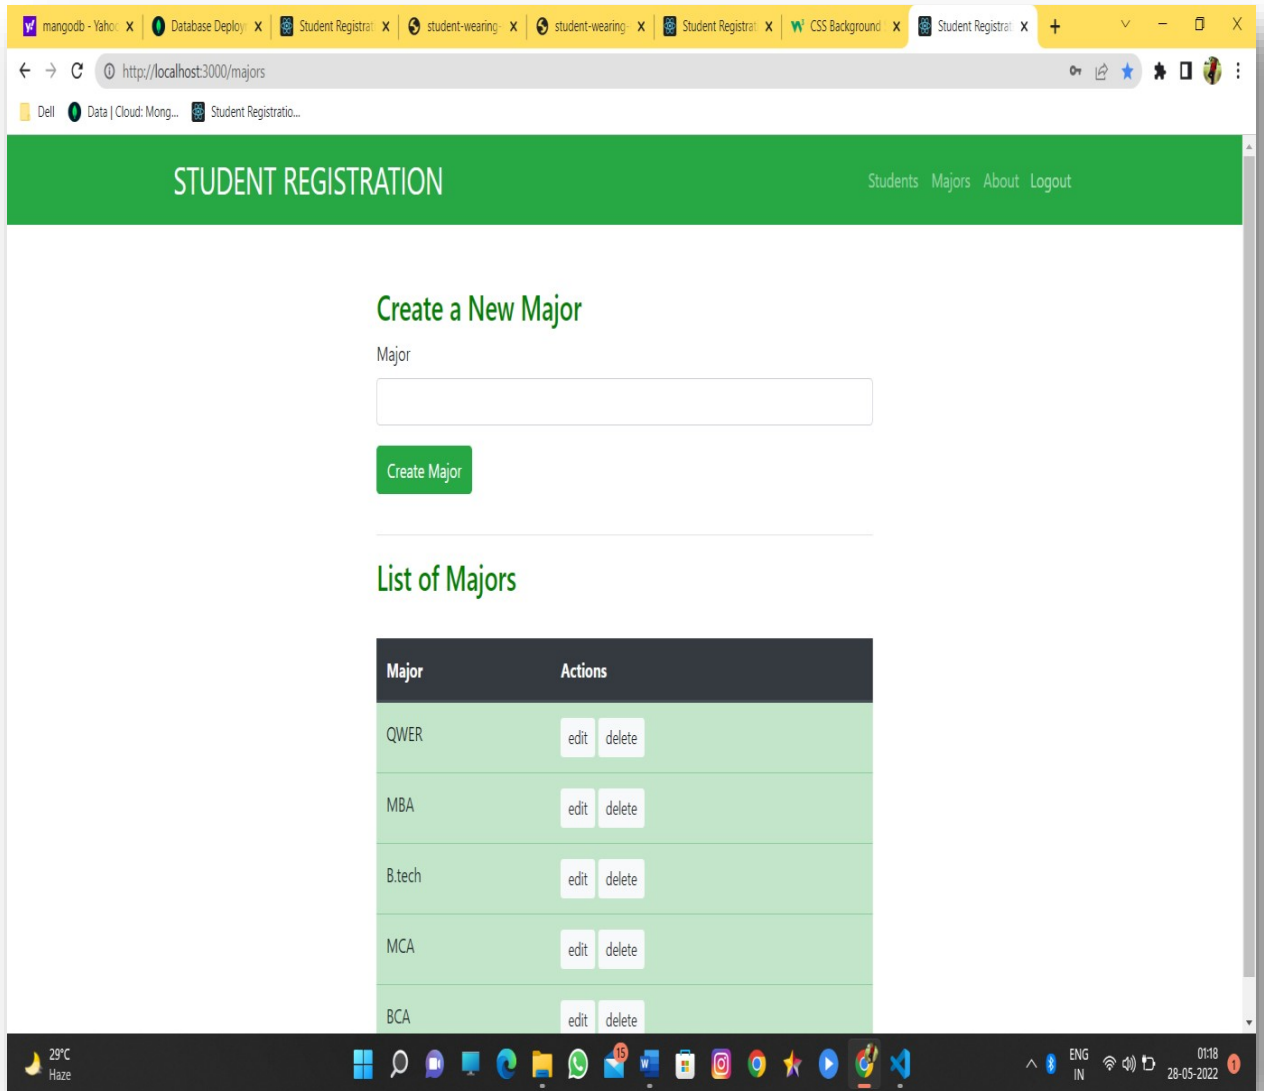 mangodb - Yahoo
Database Deploy
Student Registrat
student-wearing-
student-wearing-
Student Registrat
CSS Background
Student Registrat
http://localhost:3000/majors
Dell
Data | Cloud: Mong...
Student Registratio...
STUDENT REGISTRATION
Students Majors About Logout
Create a New Major
Major
Create Major
List of Majors
Major Actions
QWER edit delete
MBA edit delete
B.tech edit delete
MCA edit delete
BCA edit delete
29°C
Haze
15
ENG
IN
01:18
28-05-2022
1